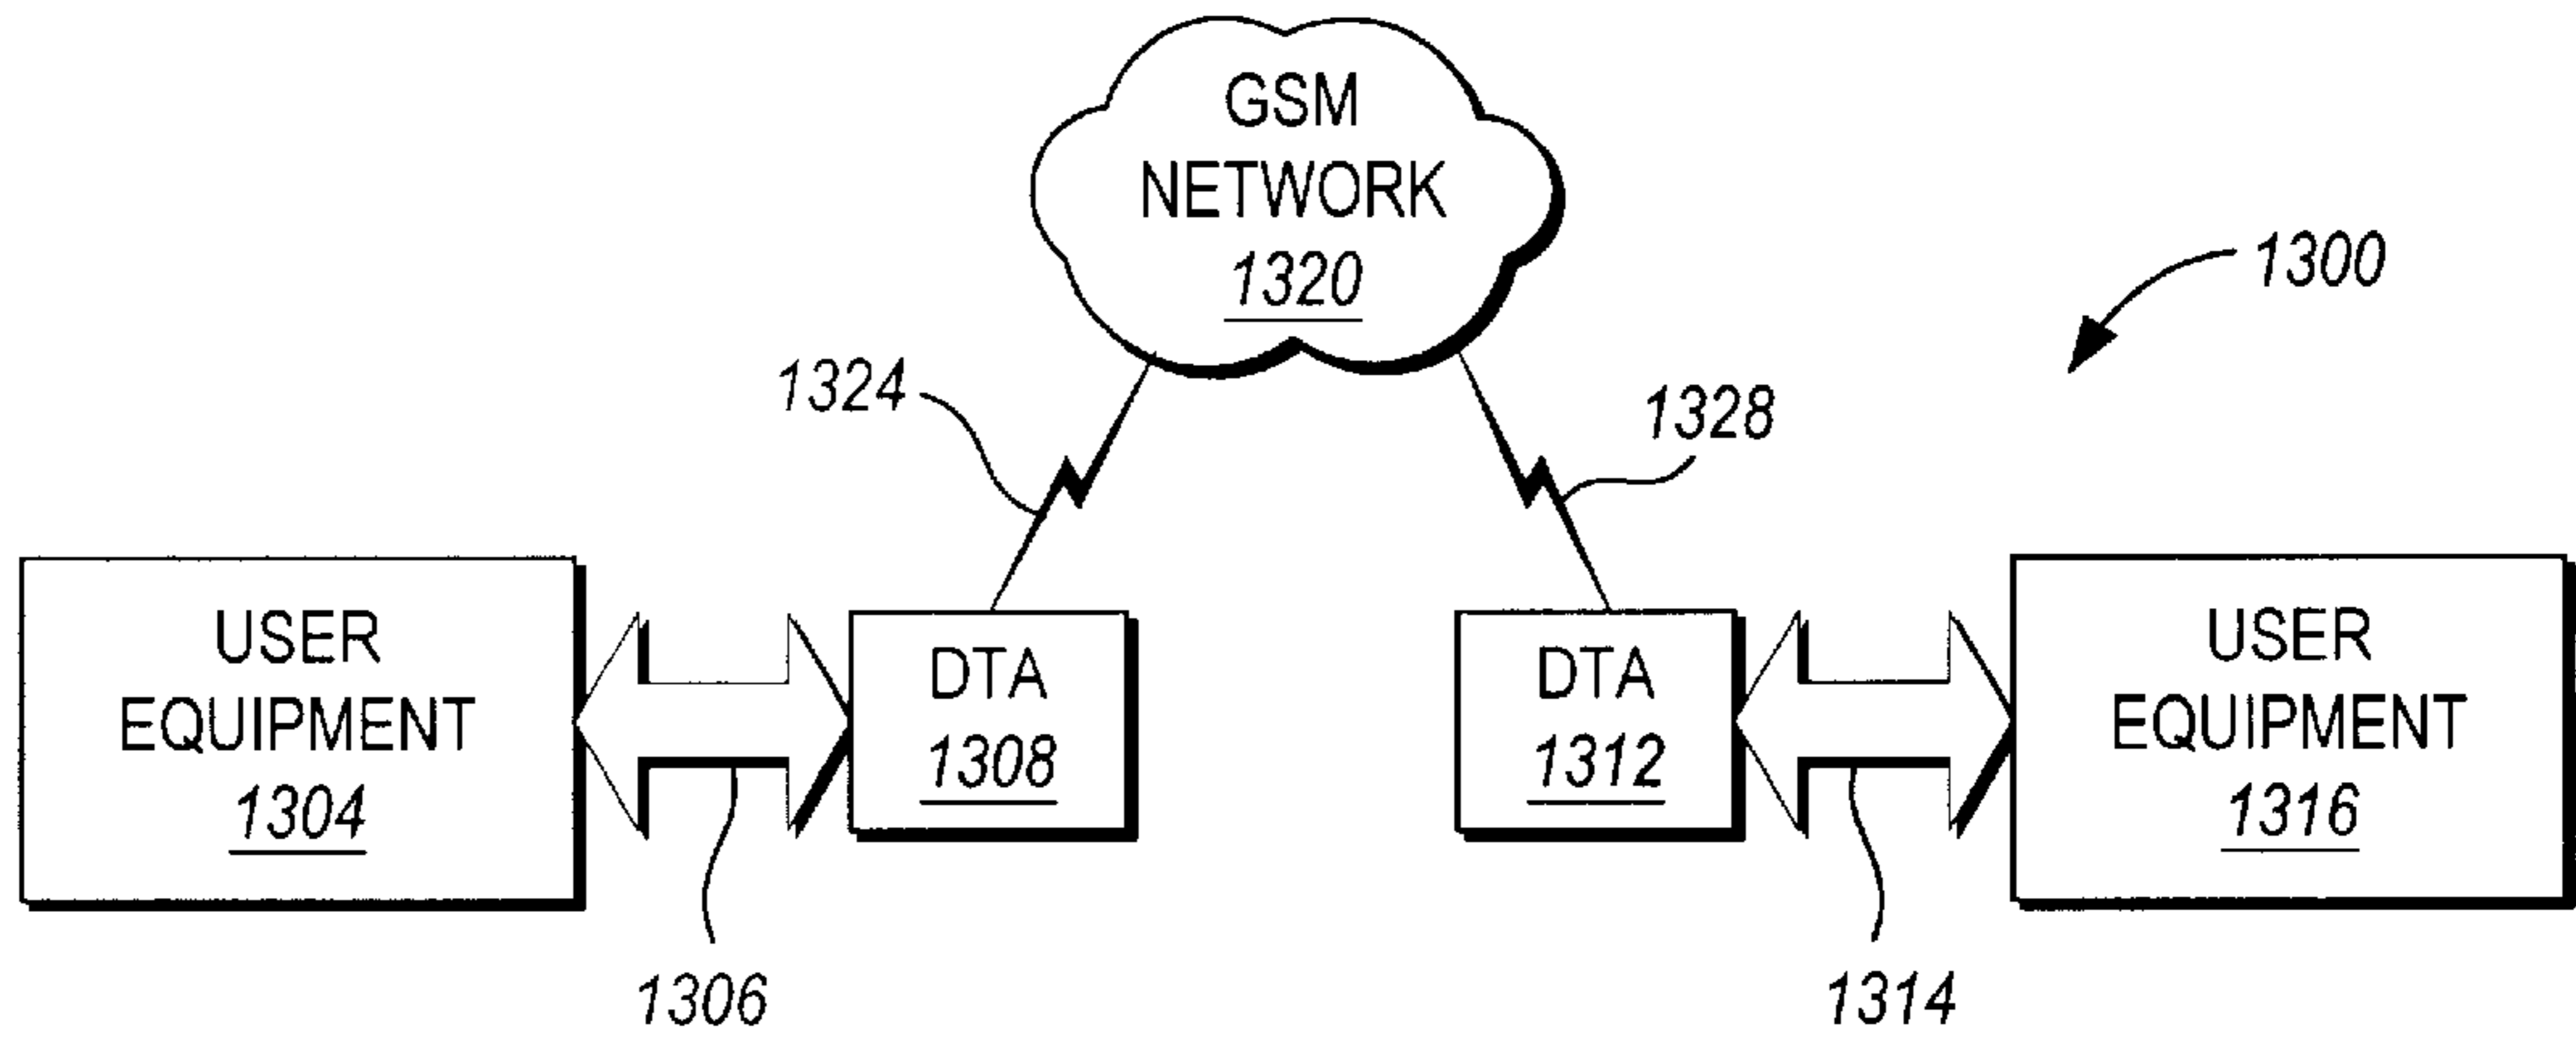 GSM
NETWORK
1320
1300
1324
1328
USER
EQUIPMENT
1304
DTA
1308
DTA
1312
USER
EQUIPMENT
1316
1306
1314